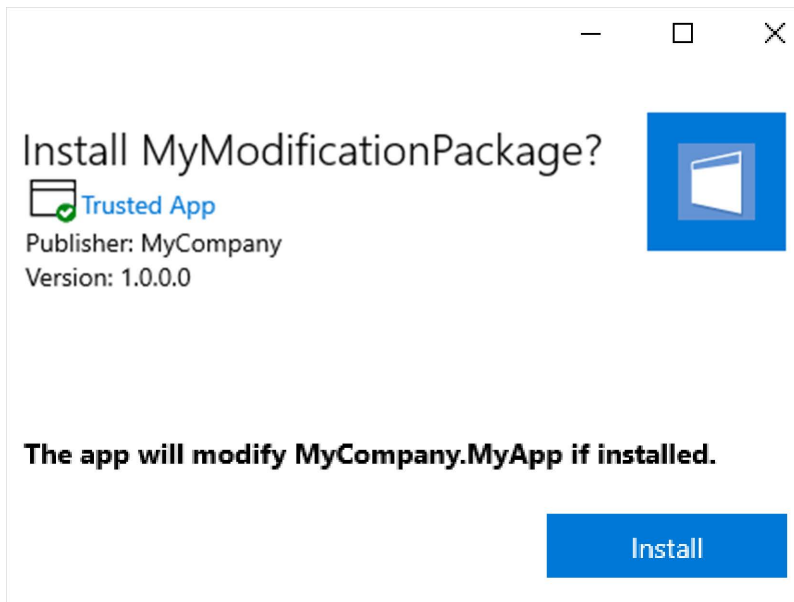 Install MyModificationPackage?
Trusted App
Publisher: MyCompany
Version: 1.0.0.0
The app will modify MyCompany.MyApp if installed.
Install